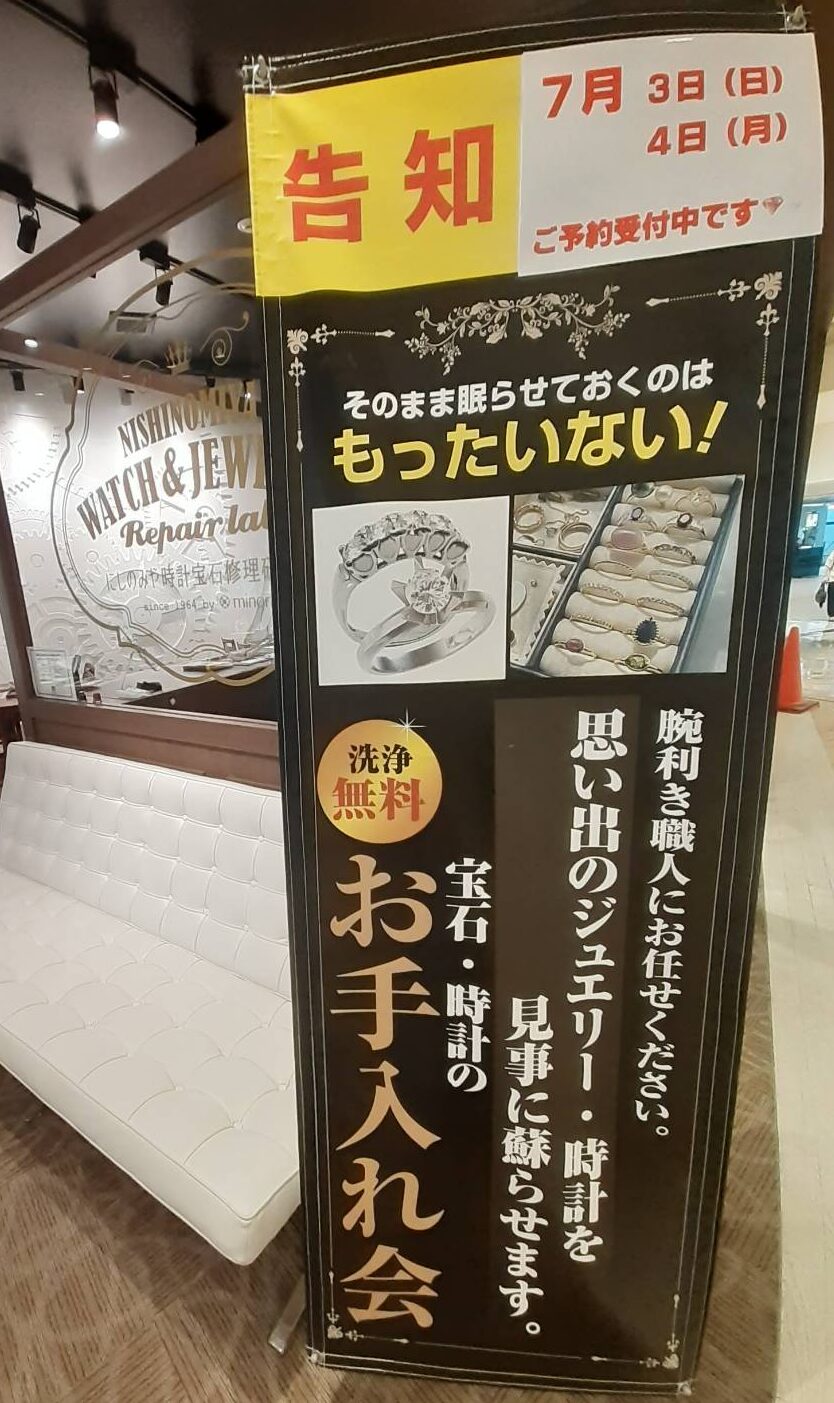 告知
7月 3日（日）
4日（月）
ご予約受付中です
そのまま眠らせておくのは
もったいない！
腕利き職人にお任せください。
思い出のジュエリー・時計を
見事に蘇らせます。
洗浄
無料
宝石・時計の
お手入れ会
NISHINOMIYA
WATCH & JEW
Repair la
にしのみや時計宝石修理
since 1964 by minor